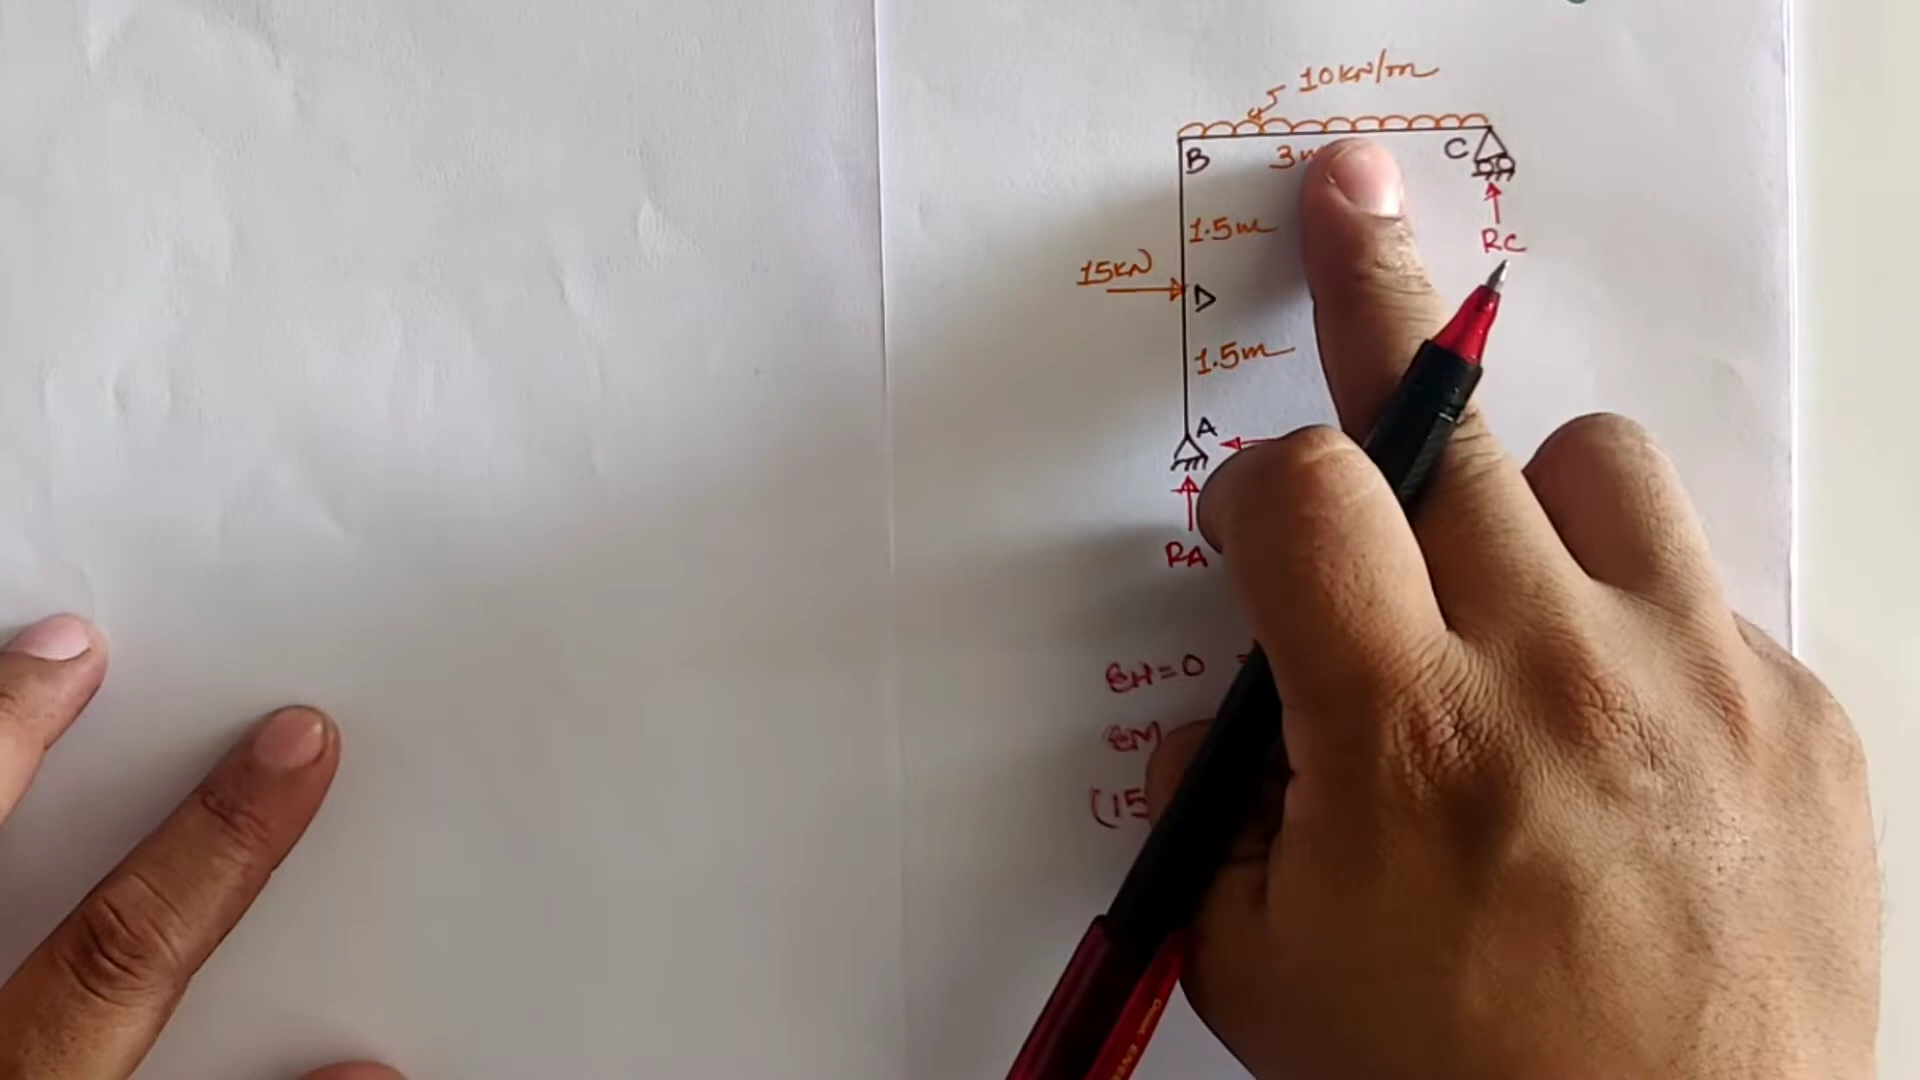 10KN/m
B
3m
C
1.5m
RC
15KN
D
1.5m
A
RA
ΣH=0 =
ΣM
(15